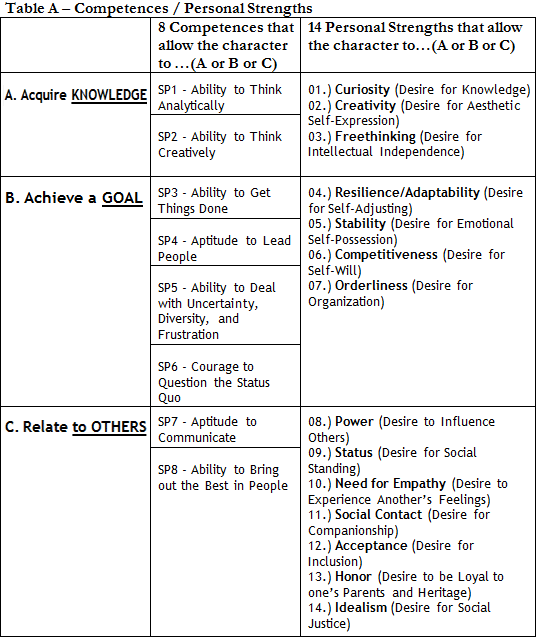 Table A – Competences / Personal Strengths
8 Competences that
allow the character
to …(A or B or C)
14 Personal Strengths that allow
the character to…(A or B or C)
A. Acquire KNOWLEDGE
SP1 - Ability to Think
Analytically
SP2 - Ability to Think
Creatively
01.) Curiosity (Desire for Knowledge)
02.) Creativity (Desire for Aesthetic
Self-Expression)
03.) Freethinking (Desire for
Intellectual Independence)
B. Achieve a GOAL
SP3 - Ability to Get
Things Done
SP4 - Aptitude to Lead
People
SP5 - Ability to Deal
with Uncertainty,
Diversity, and
Frustration
SP6 - Courage to
Question the Status
Quo
04.) Resilience/Adaptability (Desire
for Self-Adjusting)
05.) Stability (Desire for Emotional
Self-Possession)
06.) Competitiveness (Desire for
Self-Will)
07.) Orderliness (Desire for
Organization)
C. Relate to OTHERS
SP7 - Aptitude to
Communicate
SP8 - Ability to Bring
out the Best in People
08.) Power (Desire to Influence
Others)
09.) Status (Desire for Social
Standing)
10.) Need for Empathy (Desire to
Experience Another's Feelings)
11.) Social Contact (Desire for
Companionship)
12.) Acceptance (Desire for
Inclusion)
13.) Honor (Desire to be Loyal to
one's Parents and Heritage)
14.) Idealism (Desire for Social
Justice)